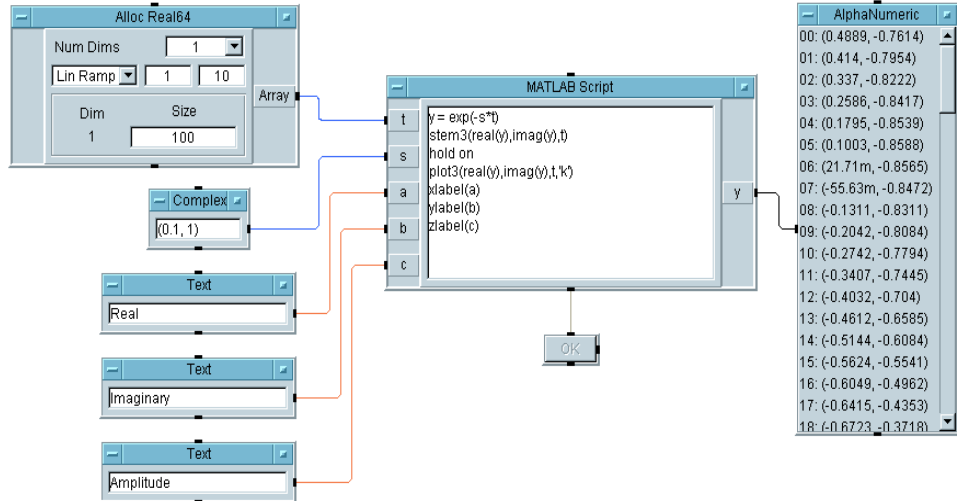 Alloc Real64
Num Dims 1
Lin Ramp 1 10
Array
Dim Size
1 100
Complex
(0.1, 1)
Text
Real
Text
Imaginary
Text
Amplitude
MATLAB Script
t
s
a
b
c
y = exp(-s*t)
stem3(real(y),imag(y),t)
hold on
plot3(real(y),imag(y),t,'k')
xlabel(a)
ylabel(b)
zlabel(c)
y
OK
AlphaNumeric
00: (0.4889, -0.7614)
01: (0.414, -0.7954)
02: (0.337, -0.8222)
03: (0.2586, -0.8417)
04: (0.1795, -0.8539)
05: (0.1003, -0.8588)
06: (21.71m, -0.8565)
07: (-55.63m, -0.8472)
08: (-0.1311, -0.8311)
09: (-0.2042, -0.8084)
10: (-0.2742, -0.7794)
11: (-0.3407, -0.7445)
12: (-0.4032, -0.704)
13: (-0.4612, -0.6585)
14: (-0.5144, -0.6084)
15: (-0.5624, -0.5541)
16: (-0.6049, -0.4962)
17: (-0.6415, -0.4353)
18: (-0.6723, -0.3718)